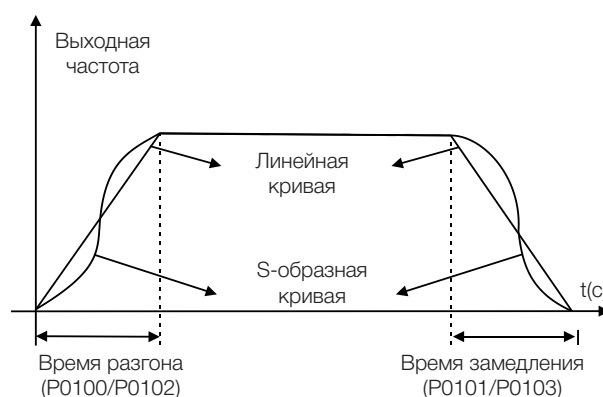 Выходная
частота
Линейная
кривая
S-образная
кривая
t(с
Время разгона
(P0100/P0102)
Время замедления
(P0101/P0103)